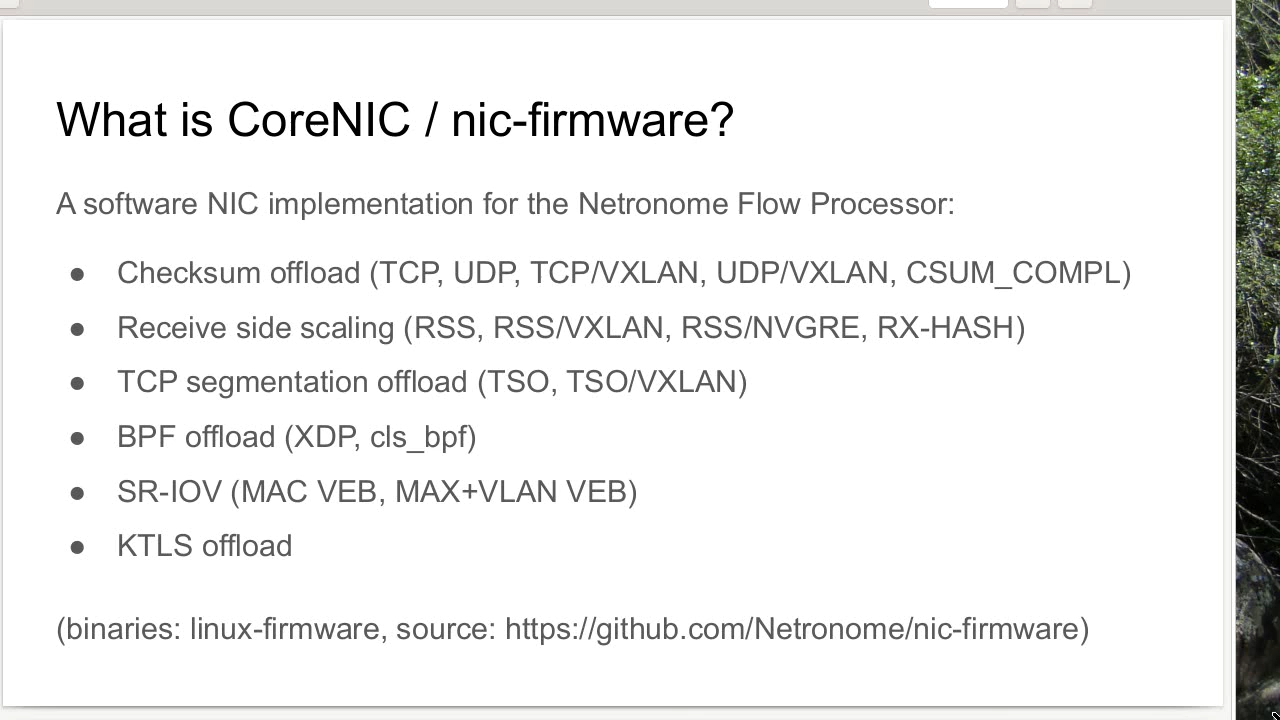 What is CoreNIC / nic-firmware?
A software NIC implementation for the Netronome Flow Processor:
● Checksum offload (TCP, UDP, TCP/VXLAN, UDP/VXLAN, CSUM_COMPL)
● Receive side scaling (RSS, RSS/VXLAN, RSS/NVGRE, RX-HASH)
● TCP segmentation offload (TSO, TSO/VXLAN)
● BPF offload (XDP, cls_bpf)
● SR-IOV (MAC VEB, MAX+VLAN VEB)
● KTLS offload
(binaries: linux-firmware, source: https://github.com/Netronome/nic-firmware)